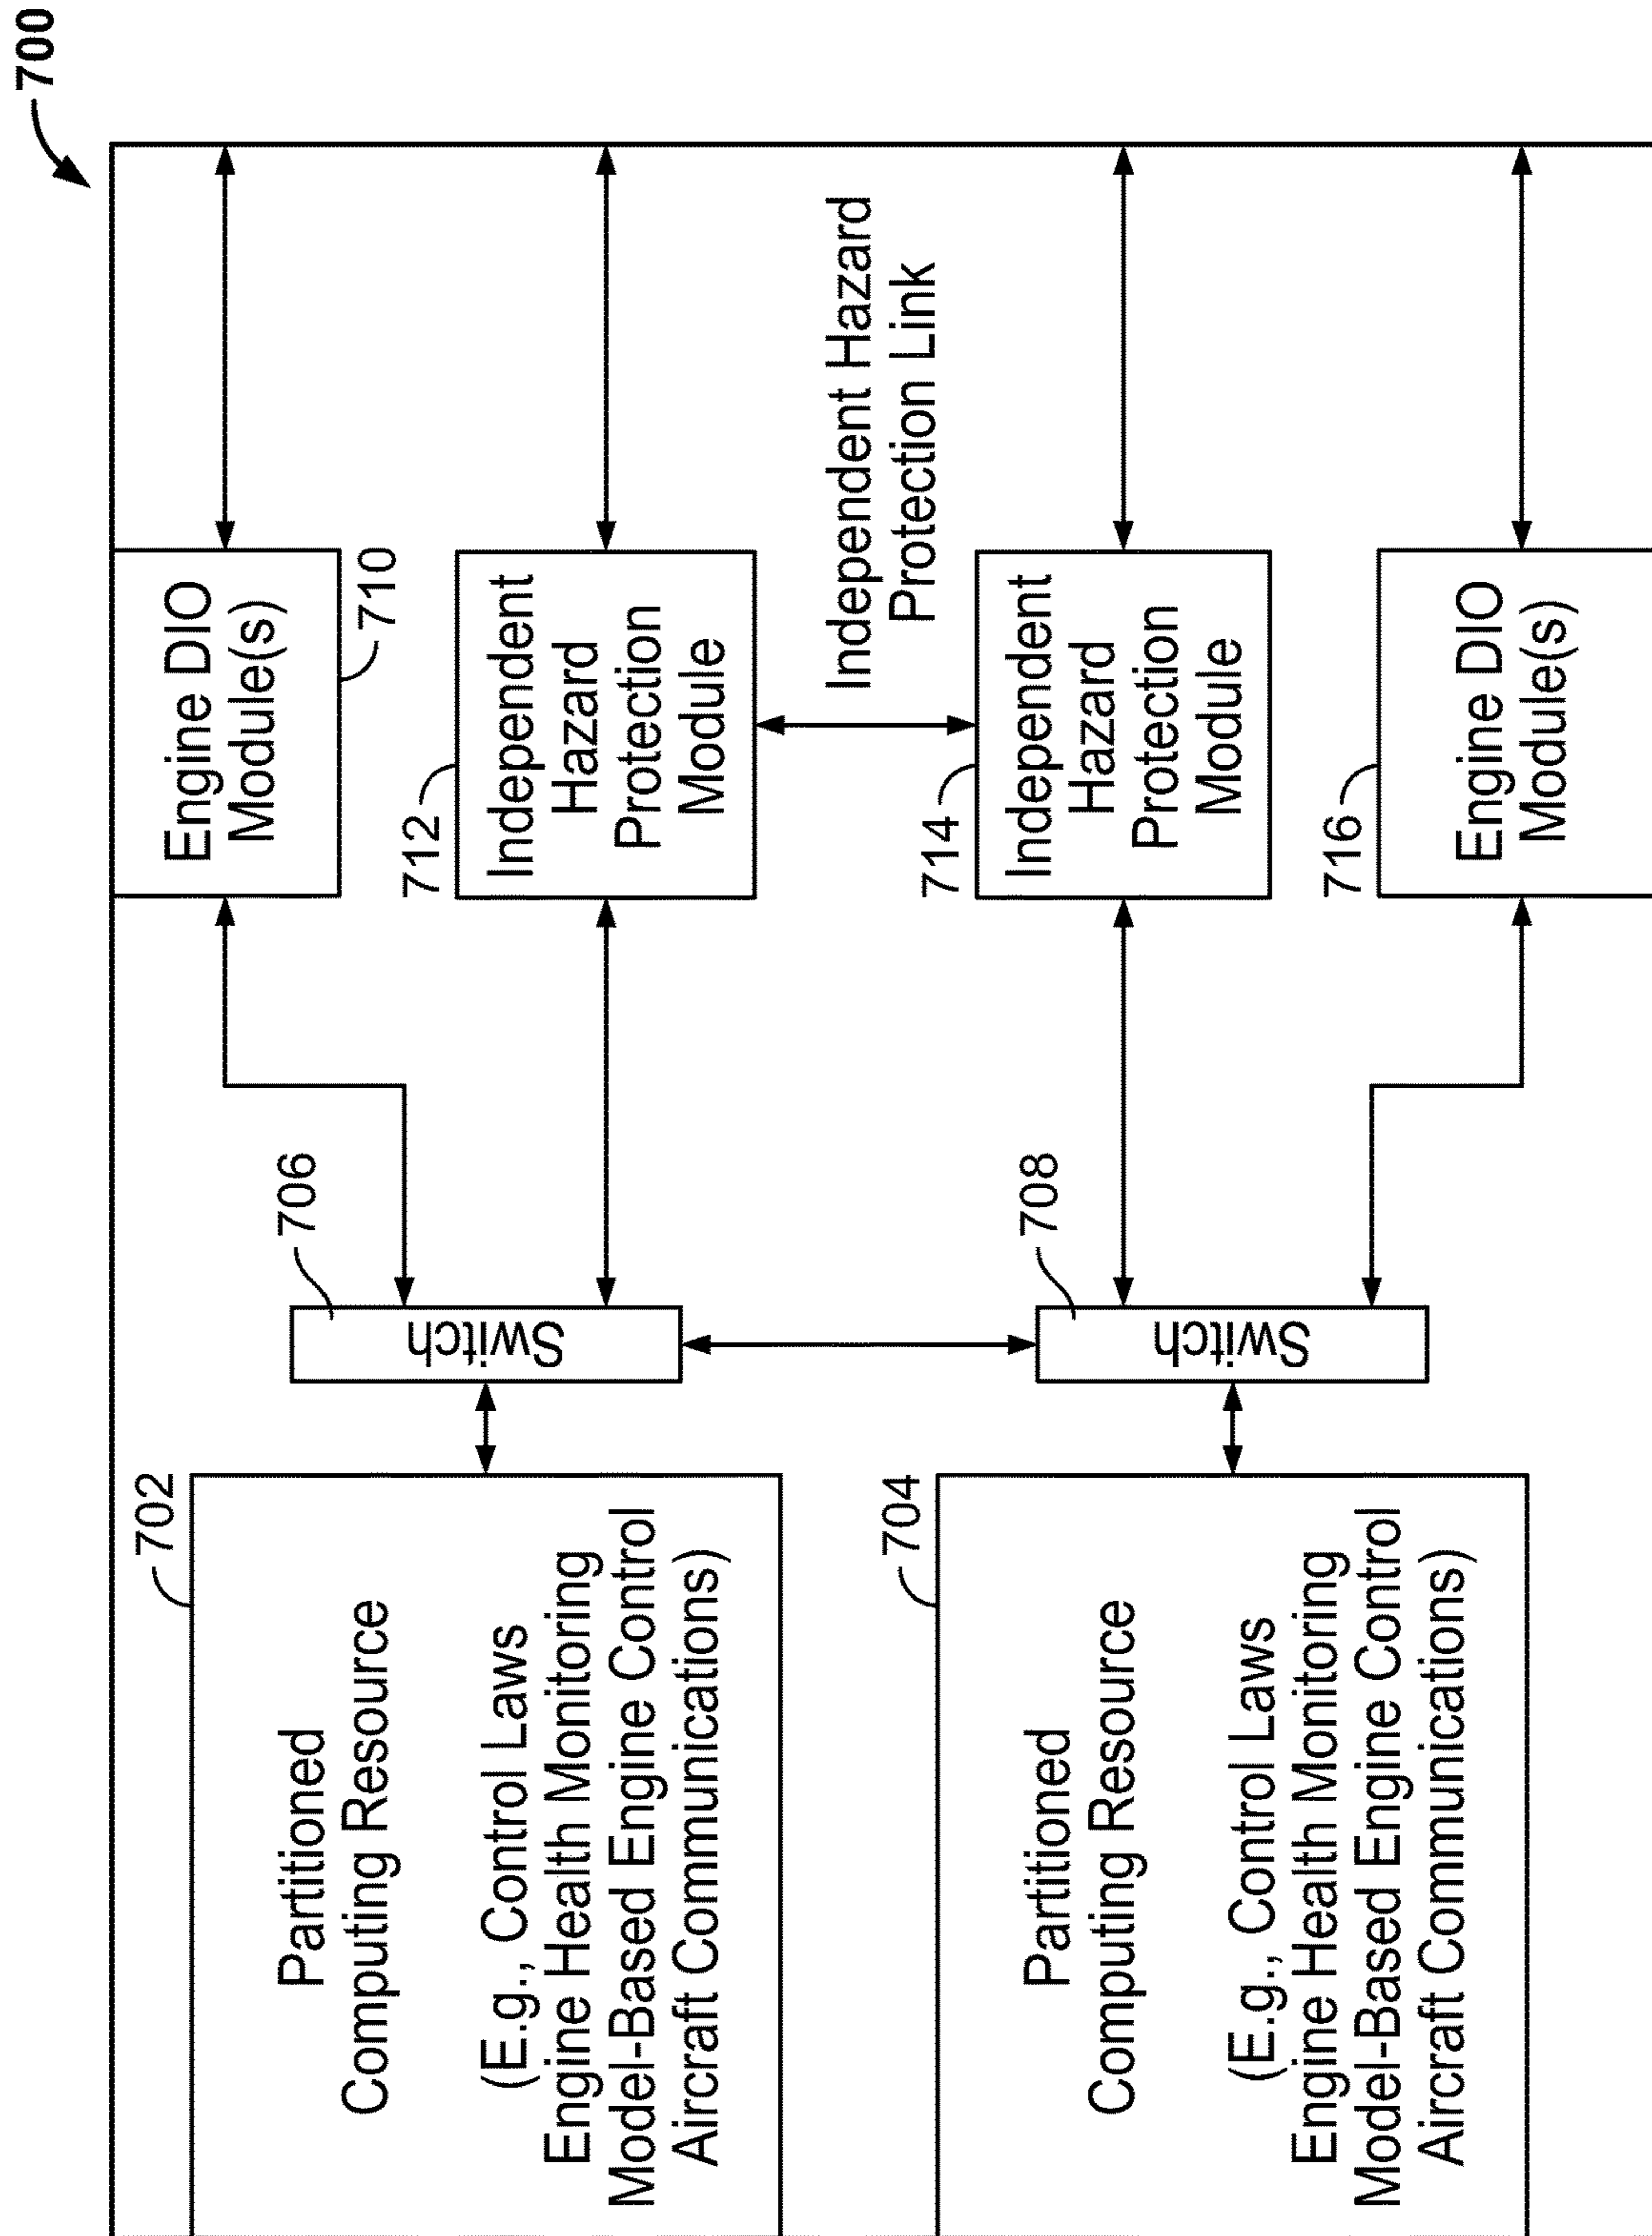 700
702
Partitioned
Computing Resource
(E.g., Control Laws
Engine Health Monitoring
Model-Based Engine Control
Aircraft Communications)
706
Switch
Engine DIO
Module(s)
710
712
Independent
Hazard
Protection
Module
Independent Hazard
Protection Link
704
Partitioned
Computing Resource
(E.g., Control Laws
Engine Health Monitoring
Model-Based Engine Control
Aircraft Communications)
708
Switch
714
Independent
Hazard
Protection
Module
716
Engine DIO
Module(s)